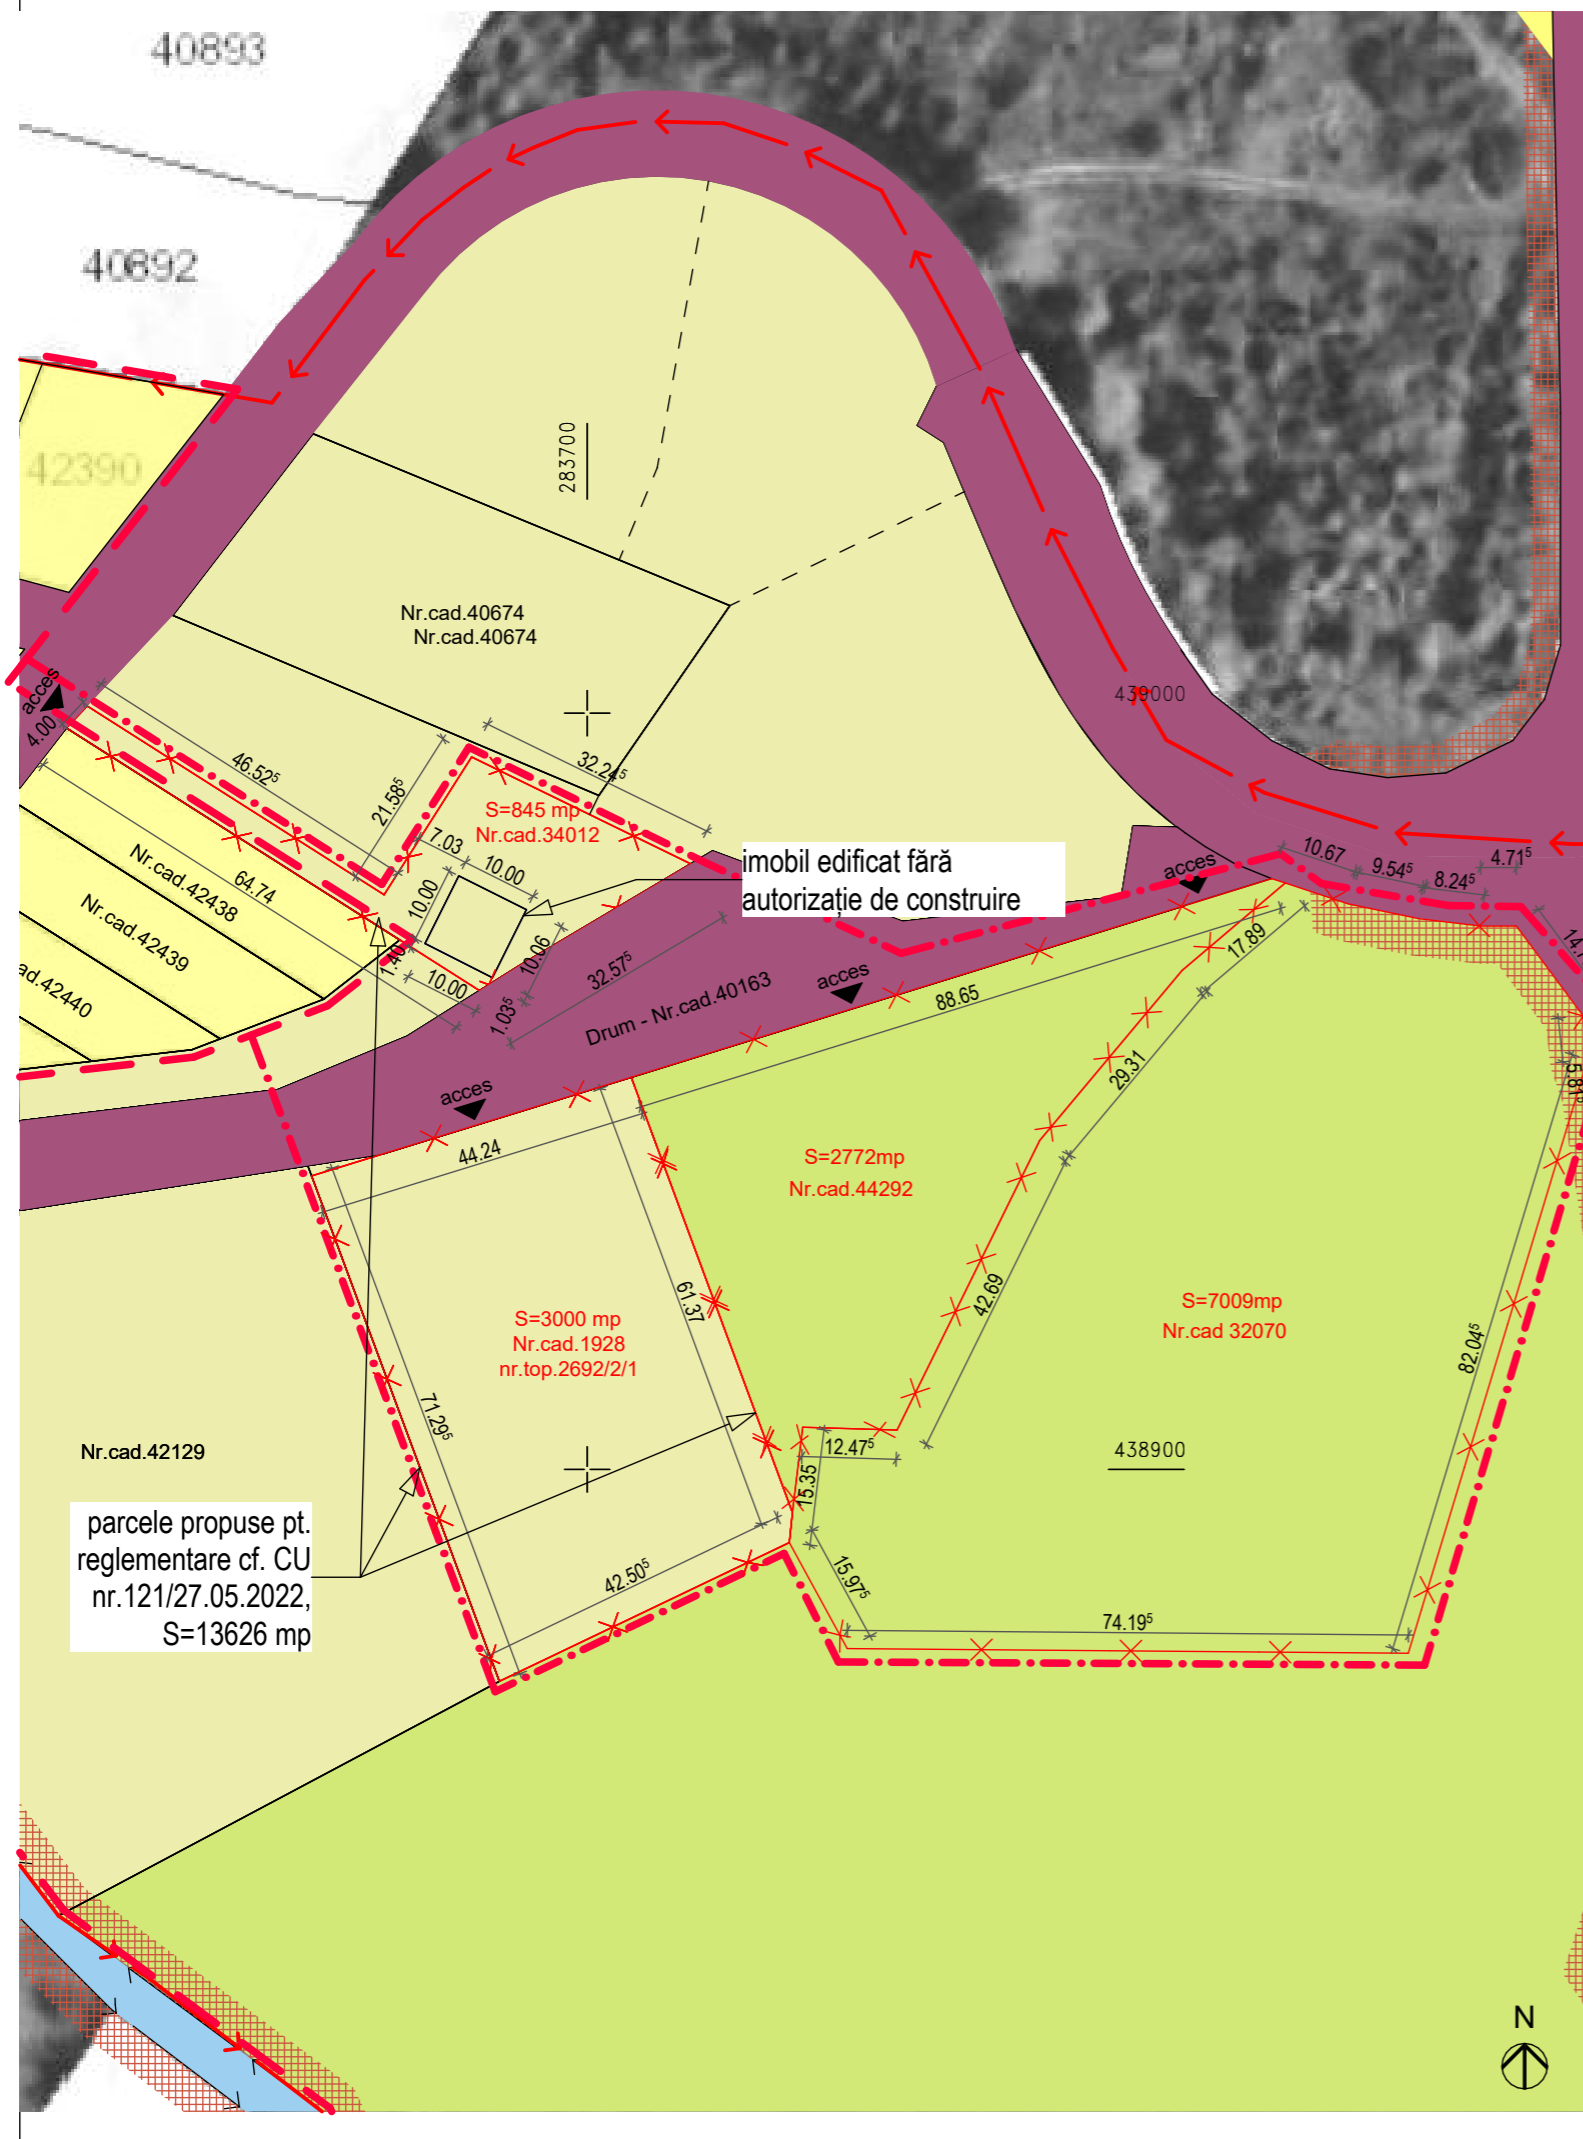 40893
40892
42390
283700
Nr.cad.40674
Nr.cad.40674
439000
acces
4.00
46.52⁵
21.58⁵
32.24⁵
S=845 mp
Nr.cad.34012
7.03
10.00
10.00
imobil edificat fără
autorizație de construire
acces
10.67
9.54⁵
8.24⁵
4.71⁵
Nr.cad.42438
64.74
Nr.cad.42439
ad.42440
1.40
10.00
10.06
1.03⁵
32.57⁵
Drum - Nr.cad.40163
acces
88.65
17.89
29.31
5.81⁵
acces
44.24
S=2772mp
Nr.cad.44292
61.37
42.69
S=3000 mp
Nr.cad.1928
nr.top.2692/2/1
S=7009mp
Nr.cad 32070
82.04⁵
71.29⁵
Nr.cad.42129
12.47⁵
15.35
438900
parcele propuse pt.
reglementare cf. CU
nr.121/27.05.2022,
S=13626 mp
42.50⁵
15.97⁵
74.19⁵
N